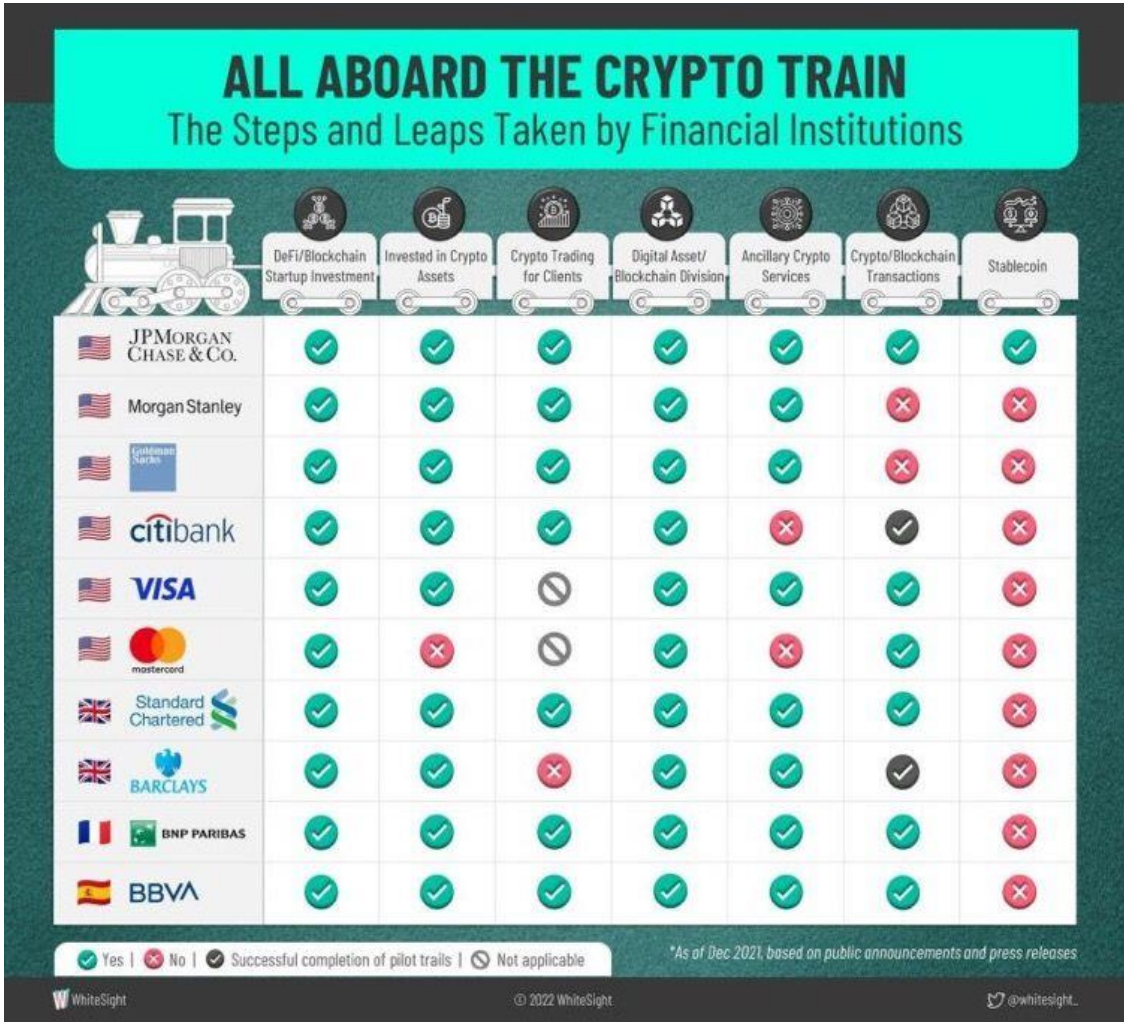 ALL ABOARD THE CRYPTO TRAIN
The Steps and Leaps Taken by Financial Institutions
DeFi/Blockchain
Startup Investment
Invested in Crypto
Assets
Crypto Trading
for Clients
Digital Asset/
Blockchain Division
Ancillary Crypto
Services
Crypto/Blockchain
Transactions
Stablecoin
JPMORGAN
CHASE & CO.
Morgan Stanley
Goldman
Sachs
citibank
VISA
mastercard
Standard
Chartered
BARCLAYS
BNP PARIBAS
BBVA
Yes | No | Successful completion of pilot trails | Not applicable
*As of Dec 2021, based on public announcements and press releases
WhiteSight
© 2022 WhiteSight
@whitesight_